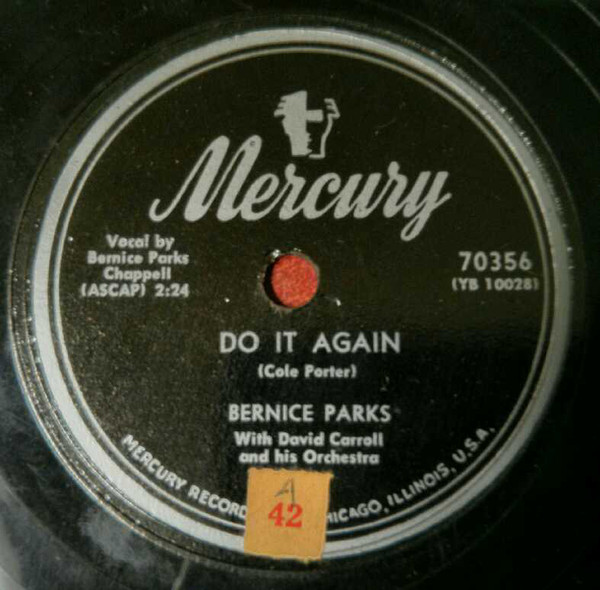 Mercury
Vocal by
Bernice Parks
Chappell
(ASCAP) 2:24
70356
(YB 10028)
DO IT AGAIN
(Cole Porter)
BERNICE PARKS
With David Carroll
and his Orchestra
MERCURY RECORD HICAGO, ILLINOIS, U.S.A.
A
42